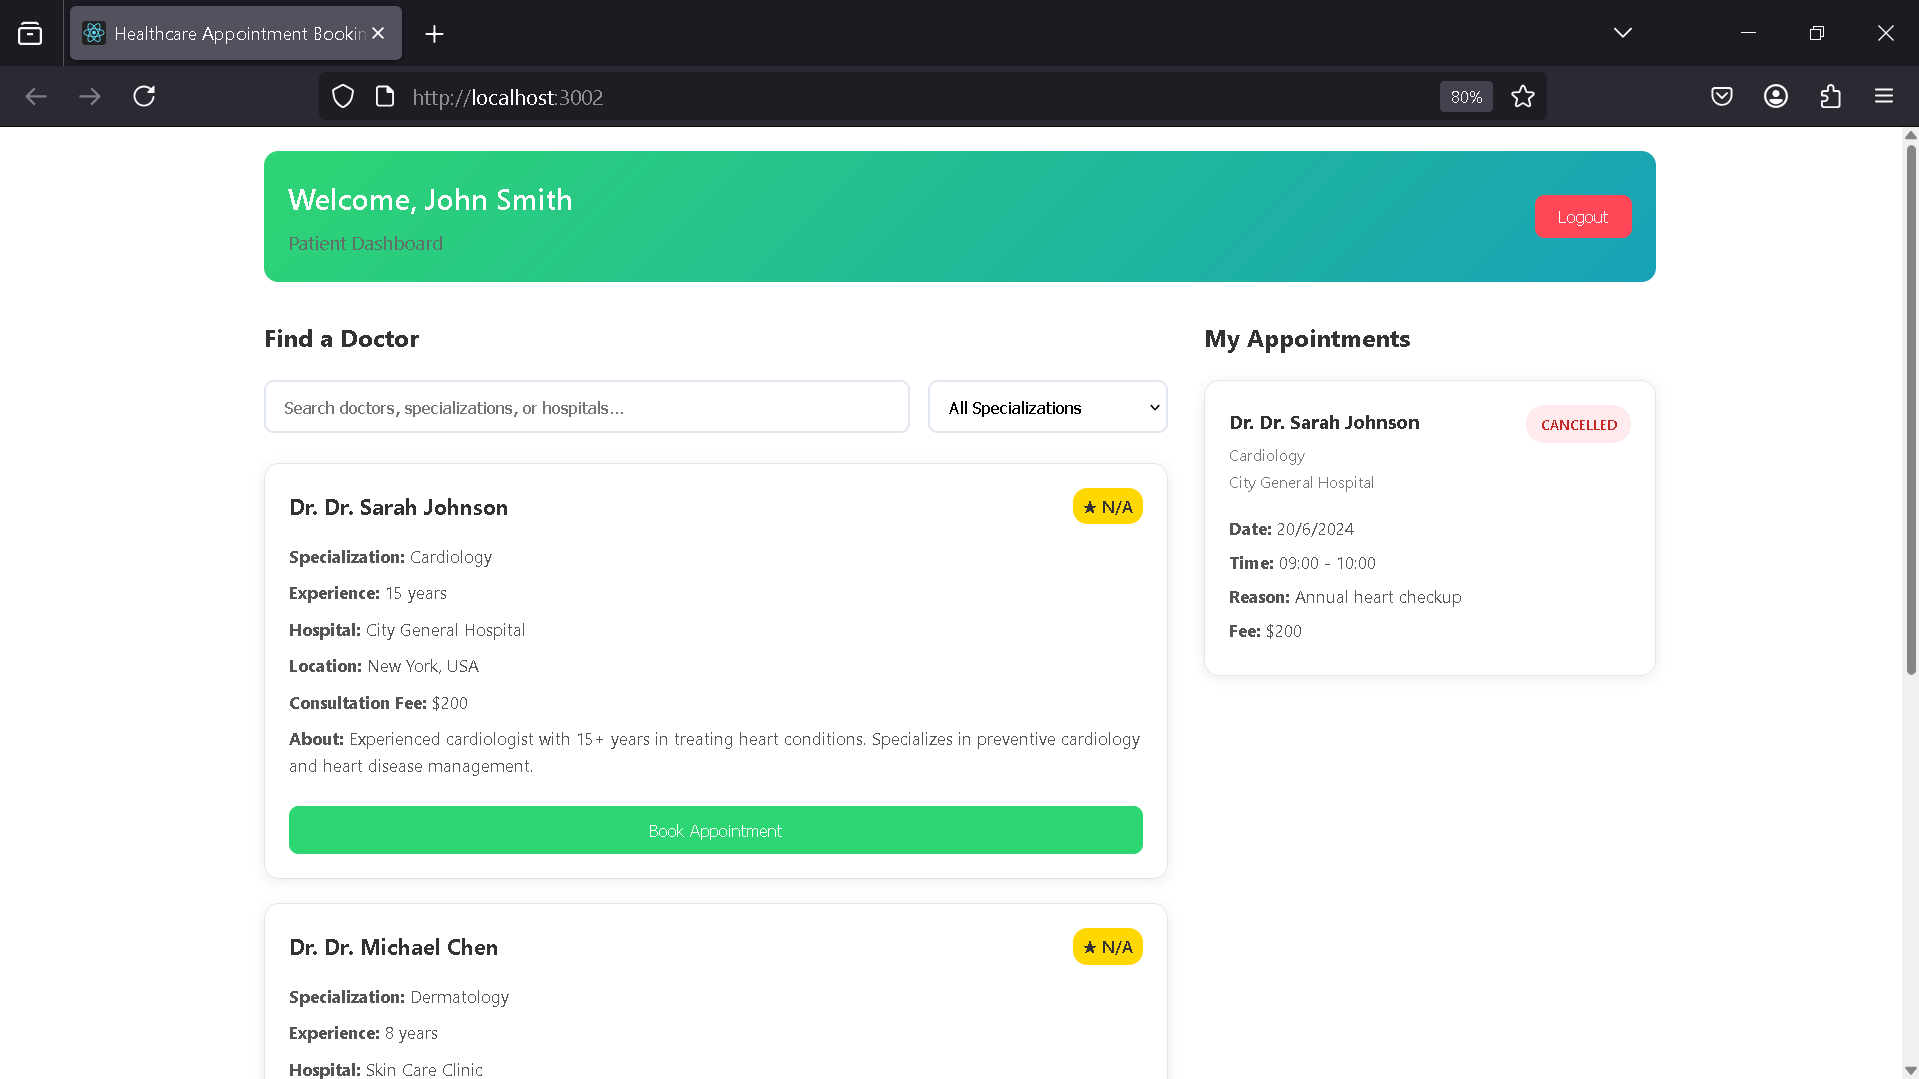 Healthcare Appointment Bookin
http://localhost:3002
80%
Welcome, John Smith
Patient Dashboard
Logout
Find a Doctor
Search doctors, specializations, or hospitals...
All Specializations
Dr. Dr. Sarah Johnson
★ N/A
Specialization: Cardiology
Experience: 15 years
Hospital: City General Hospital
Location: New York, USA
Consultation Fee: $200
About: Experienced cardiologist with 15+ years in treating heart conditions. Specializes in preventive cardiology
and heart disease management.
Book Appointment
Dr. Dr. Michael Chen
★ N/A
Specialization: Dermatology
Experience: 8 years
Hospital: Skin Care Clinic
My Appointments
Dr. Dr. Sarah Johnson
CANCELLED
Cardiology
City General Hospital
Date: 20/6/2024
Time: 09:00 - 10:00
Reason: Annual heart checkup
Fee: $200